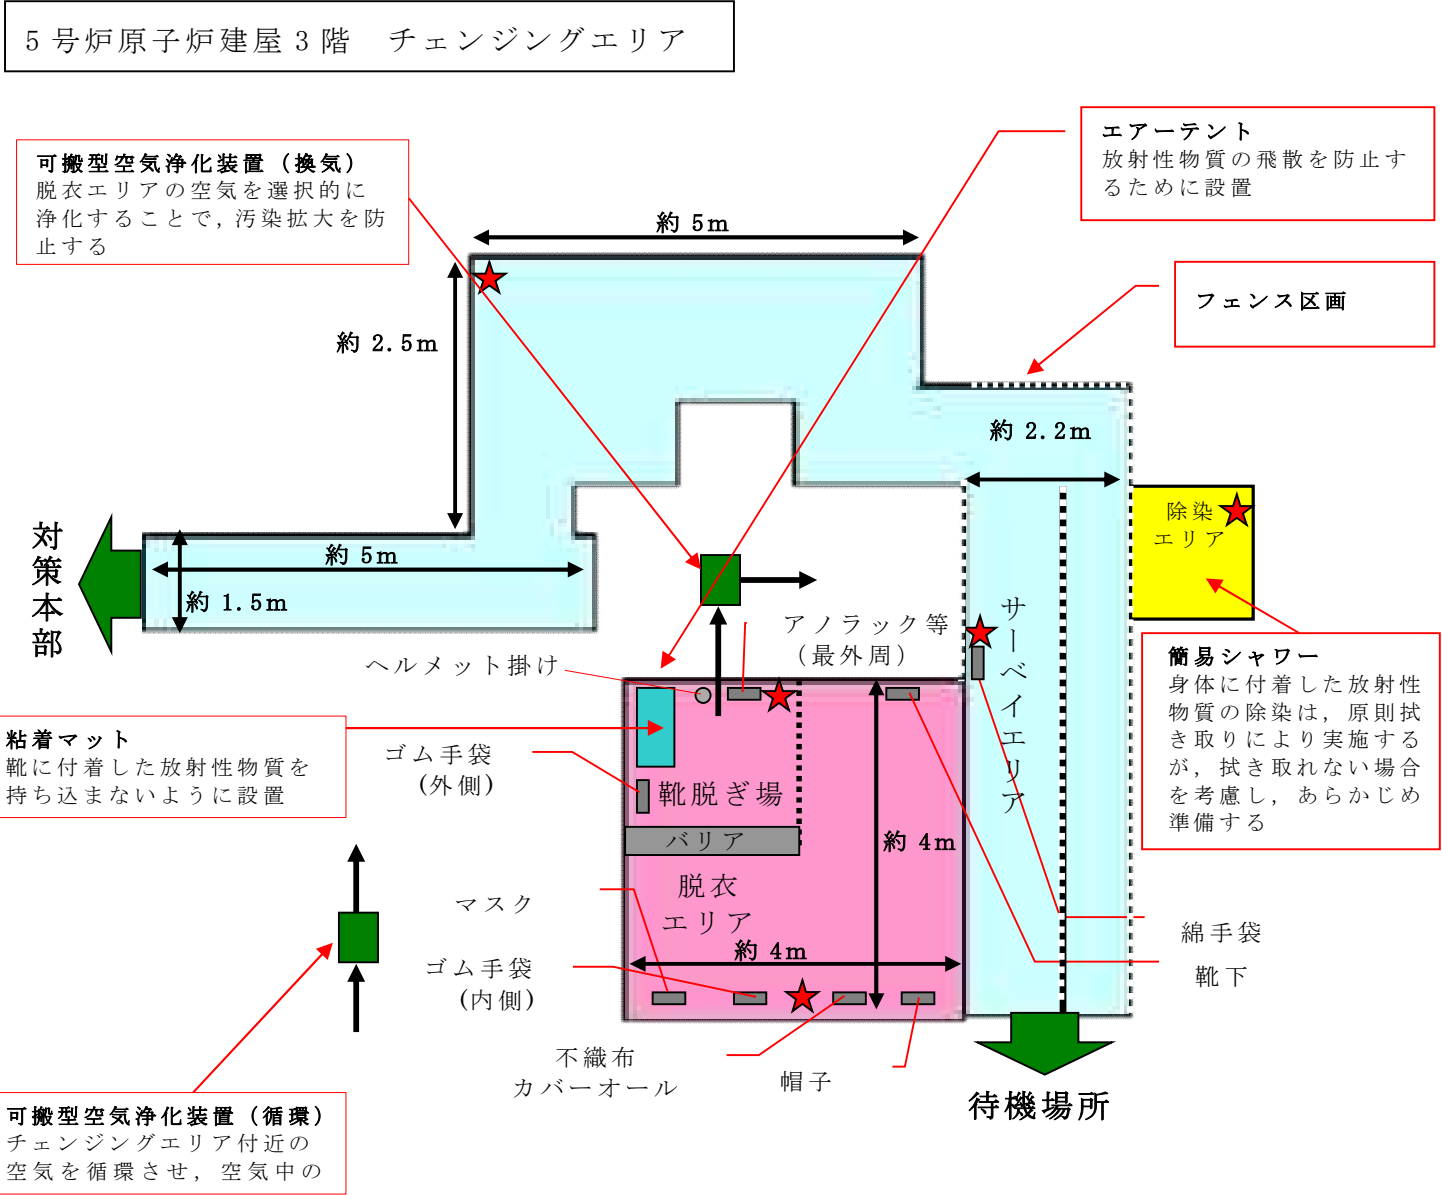 5号炉原子炉建屋3階　チェンジングエリア
可搬型空気浄化装置（換気）
脱衣エリアの空気を選択的に
浄化することで,汚染拡大を防
止する
エアーテント
放射性物質の飛散を防止す
るために設置
フェンス区画
約 5m
約 2.5m
約 2.2m
除染
エリア
対策本部
約 5m
約 1.5m
サーベイエリア
アノラック等
（最外周）
ヘルメット掛け
簡易シャワー
身体に付着した放射性
物質の除染は，原則拭
き取りにより実施する
が，拭き取れない場合
を考慮し，あらかじめ
準備する
粘着マット
靴に付着した放射性物質を
持ち込まないように設置
ゴム手袋
(外側)
靴脱ぎ場
バリア
約 4m
脱衣
エリア
約 4m
マスク
ゴム手袋
(内側)
綿手袋
靴下
不織布
カバーオール
帽子
待機場所
可搬型空気浄化装置（循環）
チェンジングエリア付近の
空気を循環させ，空気中の